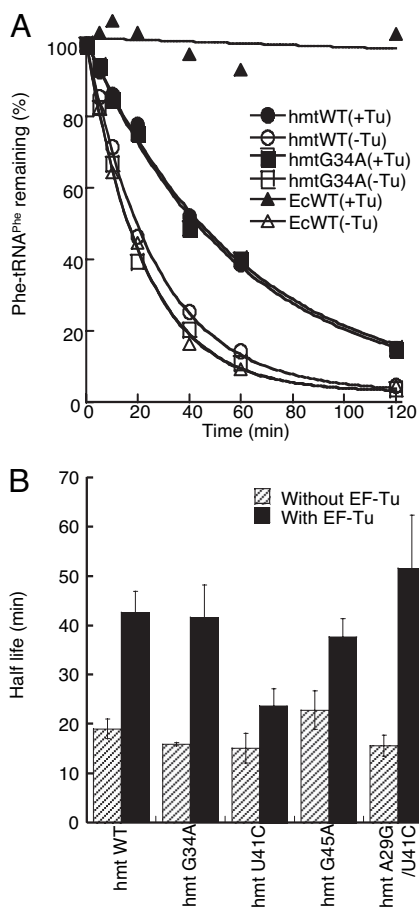 A
Phe-tRNAPhe remaining (%)
100
80
60
40
20
0
hmtWT(+Tu)
hmtWT(-Tu)
hmtG34A(+Tu)
hmtG34A(-Tu)
EcWT(+Tu)
EcWT(-Tu)
0 20 40 60 80 100 120
Time (min)
B
Half life (min)
70
60
50
40
30
20
10
0
Without EF-Tu
With EF-Tu
hmt WT
hmt G34A
hmt U41C
hmt G45A
hmt A29G
/U41C